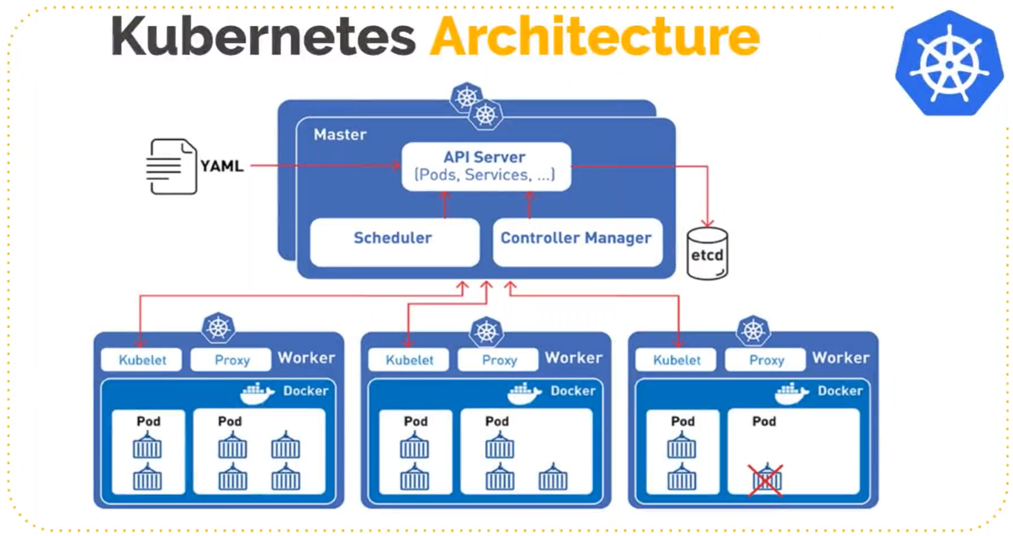 Kubernetes Architecture
Master
YAML
API Server
(Pods, Services, ...)
Scheduler
Controller Manager
etcd
Kubelet
Proxy
Worker
Docker
Pod
Pod
Kubelet
Proxy
Worker
Docker
Pod
Pod
Kubelet
Proxy
Worker
Docker
Pod
Pod